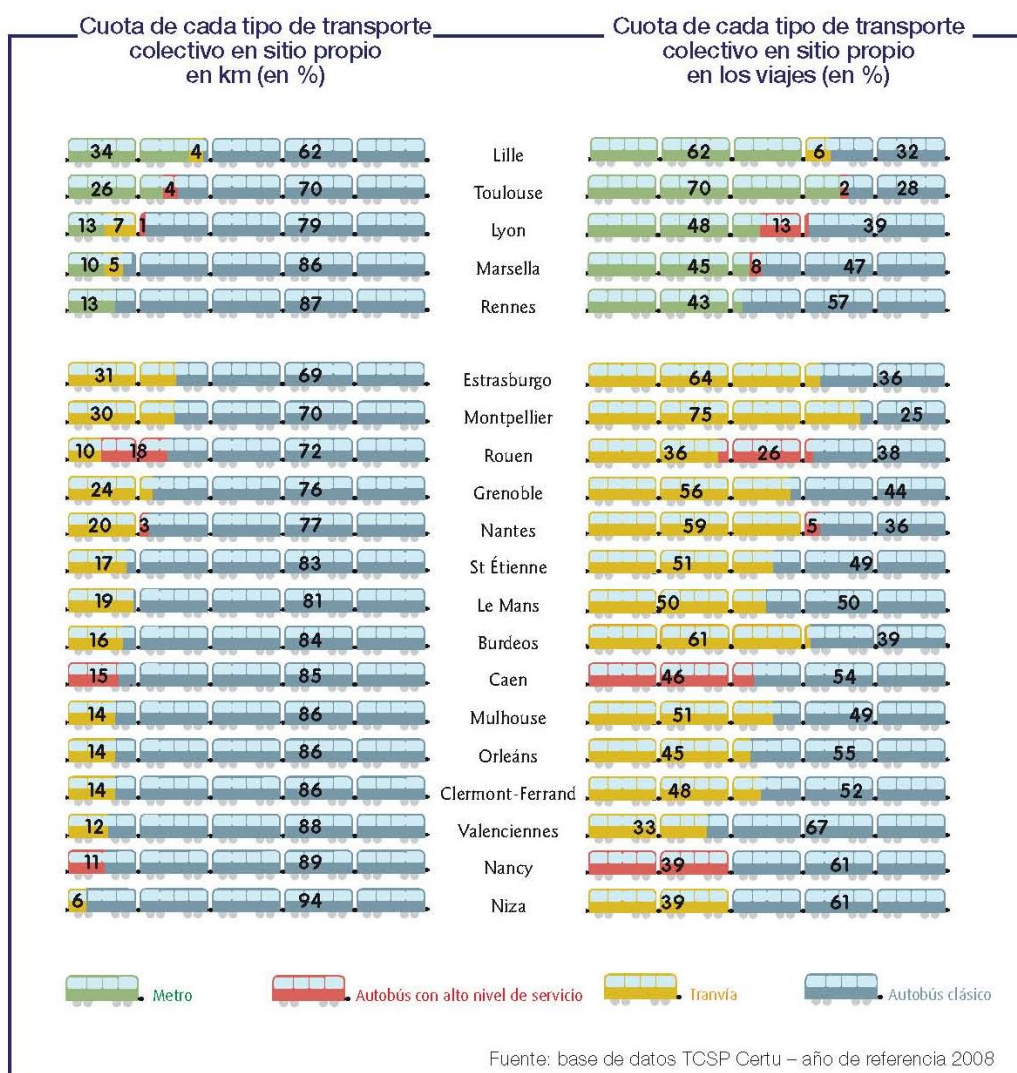 Cuota de cada tipo de transporte
colectivo en sitio propio
en km (en %)
Cuota de cada tipo de transporte
colectivo en sitio propio
en los viajes (en %)
34 4 62 Lille 62 6 32
26 4 70 Toulouse 70 2 28
13 7 1 79 Lyon 48 13 39
10 5 86 Marsella 45 8 47
13 87 Rennes 43 57
31 69 Estrasburgo 64 36
30 70 Montpellier 75 25
10 18 72 Rouen 36 26 38
24 76 Grenoble 56 44
20 3 77 Nantes 59 5 36
17 83 St Étienne 51 49
19 81 Le Mans 50 50
16 84 Burdeos 61 39
15 85 Caen 46 54
14 86 Mulhouse 51 49
14 86 Orleáns 45 55
14 86 Clermont-Ferrand 48 52
12 88 Valenciennes 33 67
11 89 Nancy 39 61
6 94 Niza 39 61
Metro Autobús con alto nivel de servicio Tranvía Autobús clásico
Fuente: base de datos TCSP Certu – año de referencia 2008